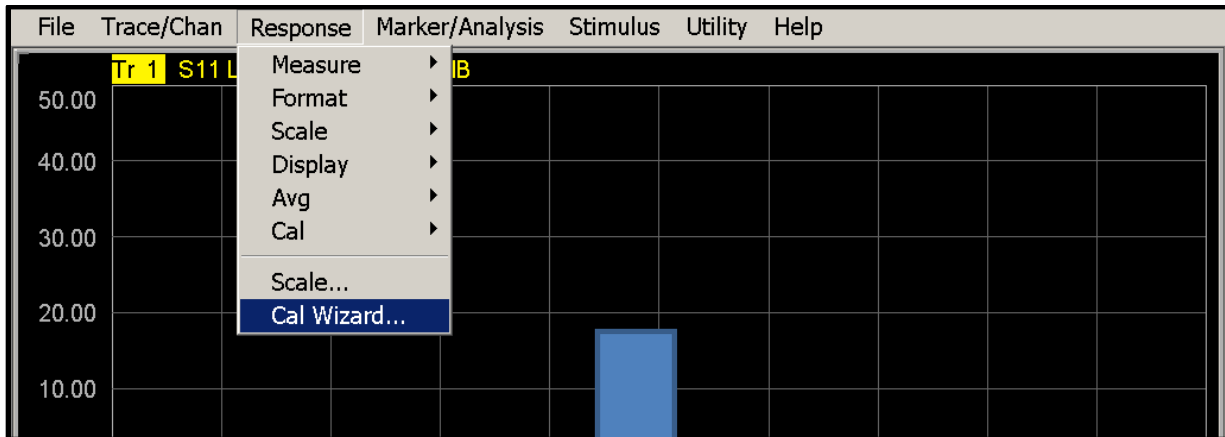 File Trace/Chan Response Marker/Analysis Stimulus Utility Help
Tr 1 S11 L
Measure
Format
Scale
Display
Avg
Cal
Scale...
Cal Wizard...
50.00
40.00
30.00
20.00
10.00